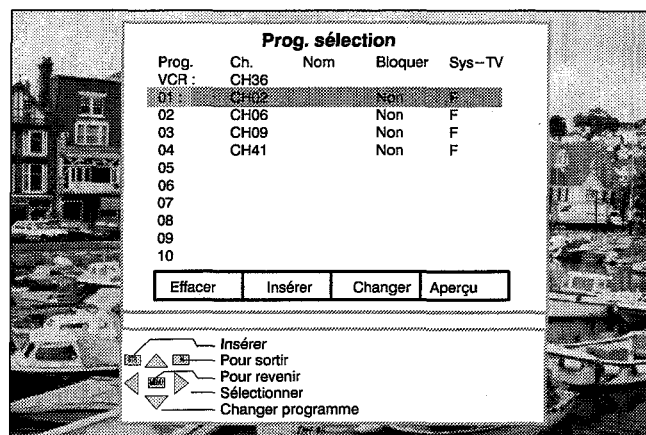 Prog. sélection
Prog. Ch. Nom Bloquer Sys-TV
VCR : CH36
01 : CH02 Non F
02 CH06 Non F
03 CH09 Non F
04 CH41 Non F
05
06
07
08
09
10
Effacer Insérer Changer Aperçu
Insérer
Pour sortir
Pour revenir
MENU
Sélectionner
Changer programme